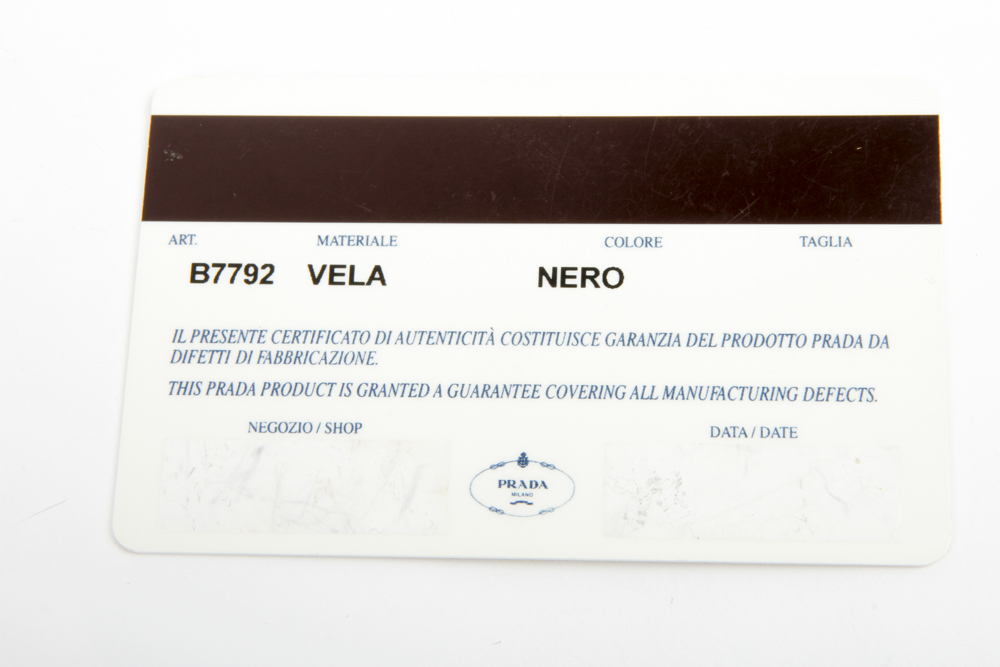 ART. MATERIALE COLORE TAGLIA
B7792 VELA NERO
IL PRESENTE CERTIFICATO DI AUTENTICITÀ COSTITUISCE GARANZIA DEL PRODOTTO PRADA DA
DIFETTI DI FABBRICAZIONE.
THIS PRADA PRODUCT IS GRANTED A GUARANTEE COVERING ALL MANUFACTURING DEFECTS.
NEGOZIO / SHOP DATA / DATE
PRADA
MILANO